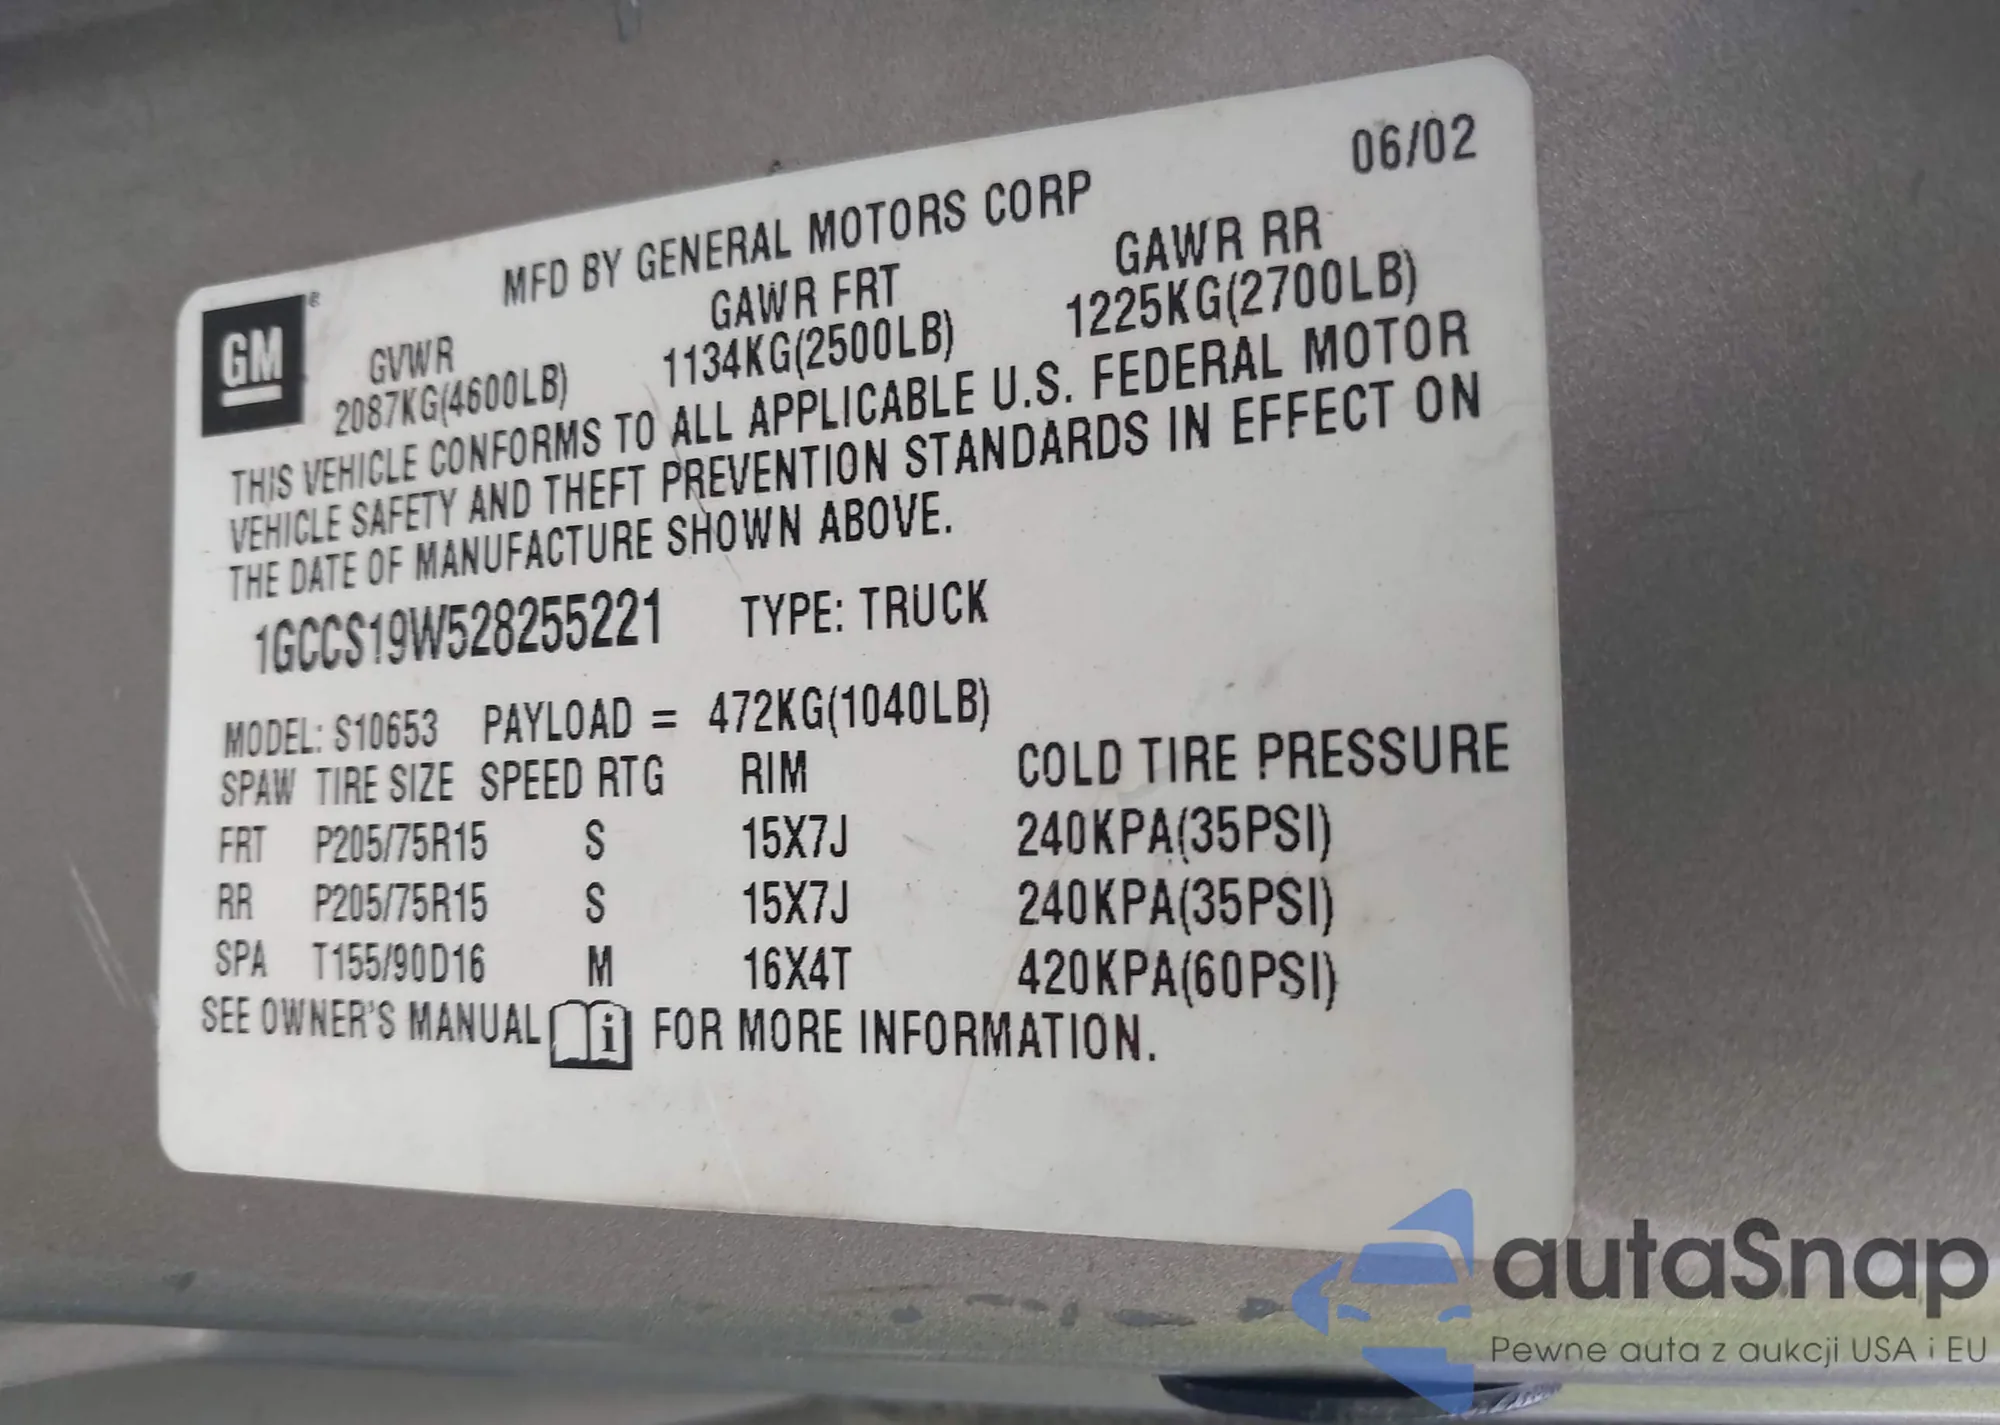 06/02
MFD BY GENERAL MOTORS CORP
GM®
GVWR GAWR FRT GAWR RR
2087KG(4600LB) 1134KG(2500LB) 1225KG(2700LB)
THIS VEHICLE CONFORMS TO ALL APPLICABLE U.S. FEDERAL MOTOR
VEHICLE SAFETY AND THEFT PREVENTION STANDARDS IN EFFECT ON
THE DATE OF MANUFACTURE SHOWN ABOVE.
1GCCS19W528255221 TYPE: TRUCK
MODEL: S10653 PAYLOAD = 472KG(1040LB)
SPAW TIRE SIZE SPEED RTG RIM COLD TIRE PRESSURE
FRT P205/75R15 S 15X7J 240KPA(35PSI)
RR P205/75R15 S 15X7J 240KPA(35PSI)
SPA T155/90D16 M 16X4T 420KPA(60PSI)
SEE OWNER'S MANUAL i FOR MORE INFORMATION.
autaSnap
Pewne auta z aukcji USA i EU